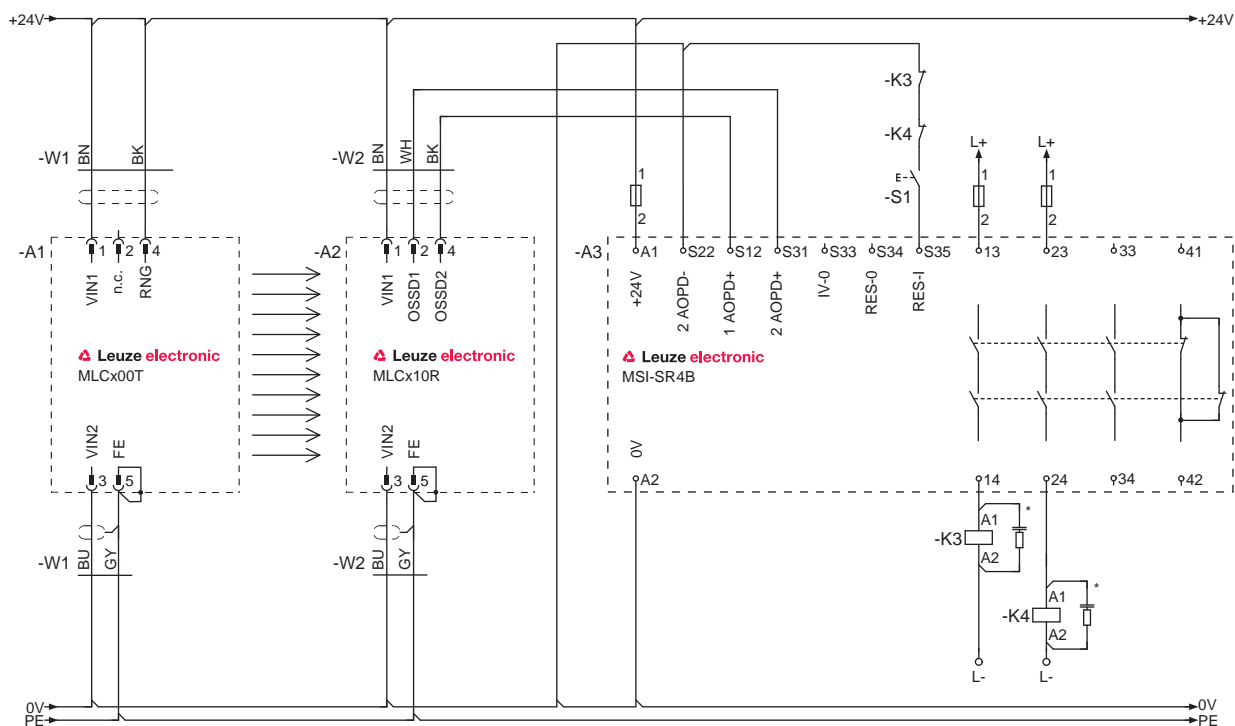 +24V +24V
-K3
-K4
L+ L+
-W1 BN BK
-W2 BN WH BK
E
-S1
1 1 1
2 2 2
-A1 1 2 4
-A2 1 2 4
-A3 A1 S22 S12 S31 S33 S34 S35 13 23 33 41
VIN1 n.c. RNG
VIN1 OSSD1 OSSD2
+24V 2 AOPD- 1 AOPD+ 2 AOPD+ IV-0 RES-0 RES-I
Leuze electronic
MLCx00T
Leuze electronic
MLCx10R
Leuze electronic
MSI-SR4B
VIN2 FE
VIN2 FE
0V
3 5
3 5
A2 14 24 34 42
-W1 BU GY
-W2 BU GY
-K3 A1 A2 *
-K4 A1 A2 *
L- L-
0V 0V
PE PE